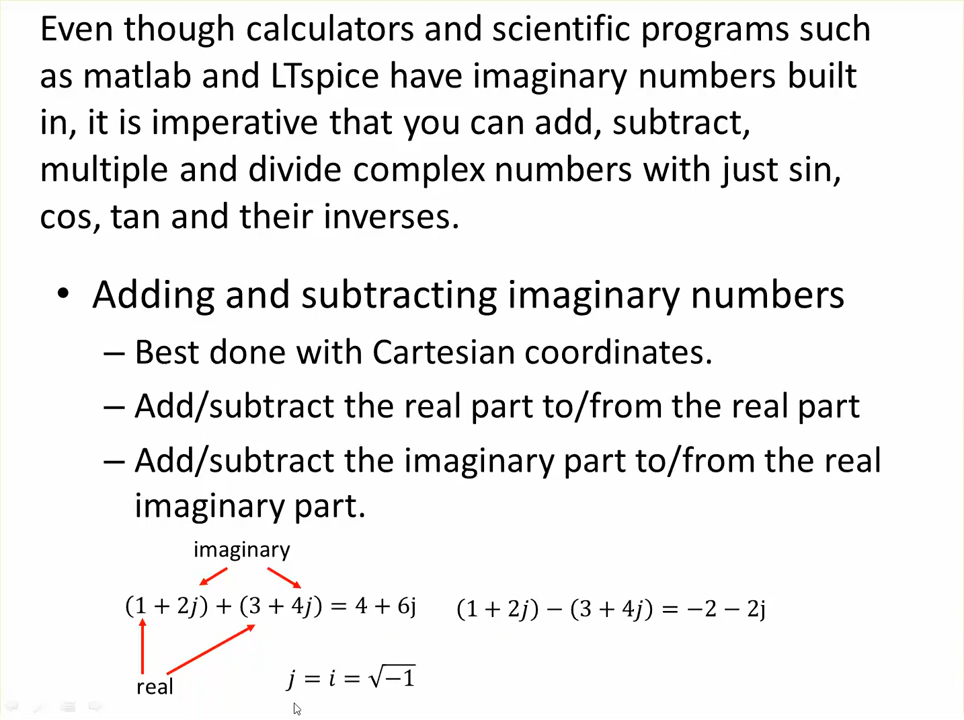 Even though calculators and scientific programs such
as matlab and LTspice have imaginary numbers built
in, it is imperative that you can add, subtract,
multiple and divide complex numbers with just sin,
cos, tan and their inverses.
• Adding and subtracting imaginary numbers
– Best done with Cartesian coordinates.
– Add/subtract the real part to/from the real part
– Add/subtract the imaginary part to/from the real
imaginary part.
imaginary
(1 + 2j) + (3 + 4j) = 4 + 6j
(1 + 2j) − (3 + 4j) = −2 − 2j
real
j = i = √−1